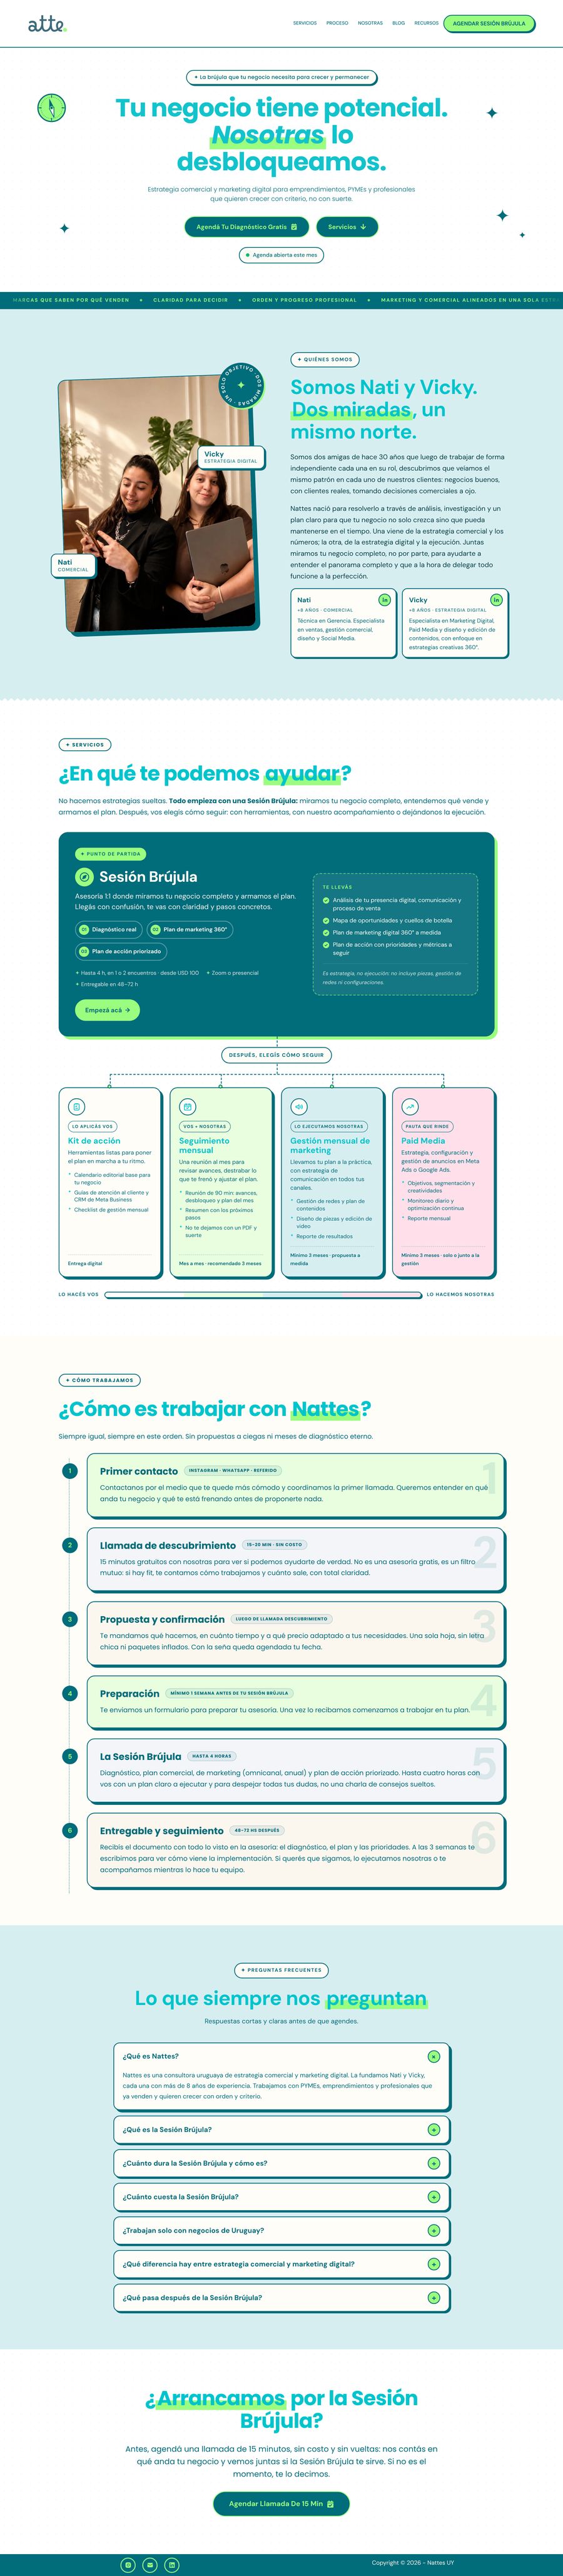 atte.
SERVICIOS PROCESO NOSOTRAS BLOG RECURSOS AGENDAR SESIÓN BRÚJULA
✦ La brújula que tu negocio necesita para crecer y permanecer
Tu negocio tiene potencial.
Nosotras lo
desbloqueamos.
Estrategia comercial y marketing digital para emprendimientos, PYMEs y profesionales
que quieren crecer con criterio, no con suerte.
Agendá Tu Diagnóstico Gratis
Servicios ↓
Agenda abierta este mes
MARCAS QUE SABEN POR QUÉ VENDEN ✦ CLARIDAD PARA DECIDIR ✦ ORDEN Y PROGRESO PROFESIONAL ✦ MARKETING Y COMERCIAL ALINEADOS EN UNA SOLA
UN SOLO OBJETIVO · DOS MIRADAS ·
Vicky
ESTRATEGIA DIGITAL
Nati
COMERCIAL
✦ QUIÉNES SOMOS
Somos Nati y Vicky.
Dos miradas, un
mismo norte.
Somos dos amigas de hace 30 años que luego de trabajar de forma
independiente cada una en su rol, descubrimos que veíamos el
mismo patrón en cada uno de nuestros clientes: negocios buenos,
con clientes reales, tomando decisiones comerciales a ojo.
Nattes nació para resolverlo a través de análisis, investigación y un
plan claro para que tu negocio no solo crezca sino que pueda
mantenerse en el tiempo. Una viene de la estrategia comercial y los
números; la otra, de la estrategia digital y la ejecución. Juntas
miramos tu negocio completo, no por parte, para ayudarte a
entender el panorama completo y que a la hora de delegar todo
funcione a la perfección.
Nati
+8 AÑOS · COMERCIAL
Técnica en Gerencia. Especialista
en ventas, gestión comercial,
diseño y Social Media.
in
Vicky
+8 AÑOS · ESTRATEGIA DIGITAL
Especialista en Marketing Digital,
Paid Media y diseño y edición de
contenidos, con enfoque en
estrategias creativas 360°.
in
✦ SERVICIOS
¿En qué te podemos ayudar?
No hacemos estrategias sueltas. Todo empieza con una Sesión Brújula: miramos tu negocio completo, entendemos qué vende y
armamos el plan. Después, vos elegís cómo seguir: con herramientas, con nuestro acompañamiento o dejándonos la ejecución.
✦ PUNTO DE PARTIDA
Sesión Brújula
Asesoría 1:1 donde miramos tu negocio completo y armamos el plan.
Llegás confusión, te vas con claridad y pasos concretos.
01 Diagnóstico real
02 Plan de marketing 360°
03 Plan de acción priorizado
✦ Hasta 4 h, en 1 o 2 encuentros · desde USD 100 ✦ Zoom o presencial
✦ Entregable en 48–72 h
Empezá acá →
TE LLEVÁS
Análisis de tu presencia digital, comunicación y
proceso de venta
Mapa de oportunidades y cuellos de botella
Plan de marketing digital 360° a medida
Plan de acción con prioridades y métricas a
seguir
Es estrategia, no ejecución: no incluye piezas, gestión de
redes ni configuraciones.
DESPUÉS, ELEGÍS CÓMO SEGUIR
LO APLICÁS VOS
Kit de acción
Herramientas listas para poner
el plan en marcha a tu ritmo.
Calendario editorial base para
tu negocio
Guías de atención al cliente y
CRM de Meta Business
Checklist de gestión mensual
Entrega digital
VOS + NOSOTRAS
Seguimiento
mensual
Una reunión al mes para
revisar avances, destrabar lo
que te frenó y ajustar el plan.
Reunión de 90 min: avances,
desbloqueo y plan del mes
Resumen con los próximos
pasos
No te dejamos con un PDF y
suerte
Mes a mes · recomendado 3 meses
LO EJECUTAMOS NOSOTRAS
Gestión mensual de
marketing
Llevamos tu plan a la práctica,
con estrategia de
comunicación en todos tus
canales.
Gestión de redes y plan de
contenidos
Diseño de piezas y edición de
video
Reporte de resultados
Mínimo 3 meses · propuesta a
medida
PAUTA QUE RINDE
Paid Media
Estrategia, configuración y
gestión de anuncios en Meta
Ads o Google Ads.
Objetivos, segmentación y
creatividades
Monitoreo diario y
optimización continua
Reporte mensual
Mínimo 3 meses · solo o junto a la
gestión
LO HACÉS VOS
LO HACEMOS NOSOTRAS
✦ CÓMO TRABAJAMOS
¿Cómo es trabajar con Nattes?
Siempre igual, siempre en este orden. Sin propuestas a ciegas ni meses de diagnóstico eterno.
1
Primer contacto INSTAGRAM · WHATSAPP · REFERIDO
1
Contactanos por el medio que te quede más cómodo y coordinamos la primer llamada. Queremos entender en qué
anda tu negocio y qué te está frenando antes de proponerte nada.
2
Llamada de descubrimiento 15–20 MIN · SIN COSTO
2
15 minutos gratuitos con nosotras para ver si podemos ayudarte de verdad. No es una asesoría gratis, es un filtro
mutuo: si hay fit, te contamos cómo trabajamos y cuánto sale, con total claridad.
3
Propuesta y confirmación LUEGO DE LLAMADA DESCUBRIMIENTO
3
Te mandamos qué hacemos, en cuánto tiempo y a qué precio adaptado a tus necesidades. Una sola hoja, sin letra
chica ni paquetes inflados. Con la seña queda agendada tu fecha.
4
Preparación MÍNIMO 1 SEMANA ANTES DE TU SESIÓN BRÚJULA
4
Te enviamos un formulario para preparar tu asesoría. Una vez lo recibamos comenzamos a trabajar en tu plan.
5
La Sesión Brújula HASTA 4 HORAS
5
Diagnóstico, plan comercial, de marketing (omnicanal, anual) y plan de acción priorizado. Hasta cuatro horas con
vos con un plan claro a ejecutar y para despejar todas tus dudas, no una charla de consejos sueltos.
6
Entregable y seguimiento 48–72 HS DESPUÉS
6
Recibís el documento con todo lo visto en la asesoría: el diagnóstico, el plan y las prioridades. A las 3 semanas te
escribimos para ver cómo viene la implementación. Si querés que sigamos, lo ejecutamos nosotras o te
acompañamos mientras lo hace tu equipo.
✦ PREGUNTAS FRECUENTES
Lo que siempre nos preguntan
Respuestas cortas y claras antes de que agendes.
¿Qué es Nattes?
Nattes es una consultora uruguaya de estrategia comercial y marketing digital. La fundamos Nati y Vicky,
cada una con más de 8 años de experiencia. Trabajamos con PYMEs, emprendimientos y profesionales que
ya venden y quieren crecer con orden y criterio.
¿Qué es la Sesión Brújula? +
¿Cuánto dura la Sesión Brújula y cómo es? +
¿Cuánto cuesta la Sesión Brújula? +
¿Trabajan solo con negocios de Uruguay? +
¿Qué diferencia hay entre estrategia comercial y marketing digital? +
¿Qué pasa después de la Sesión Brújula? +
¿Arrancamos por la Sesión
Brújula?
Antes, agendá una llamada de 15 minutos, sin costo y sin vueltas: nos contás en
qué anda tu negocio y vemos juntas si la Sesión Brújula te sirve. Si no es el
momento, te lo decimos.
Agendar Llamada De 15 Min
Copyright © 2026 - Nattes UY